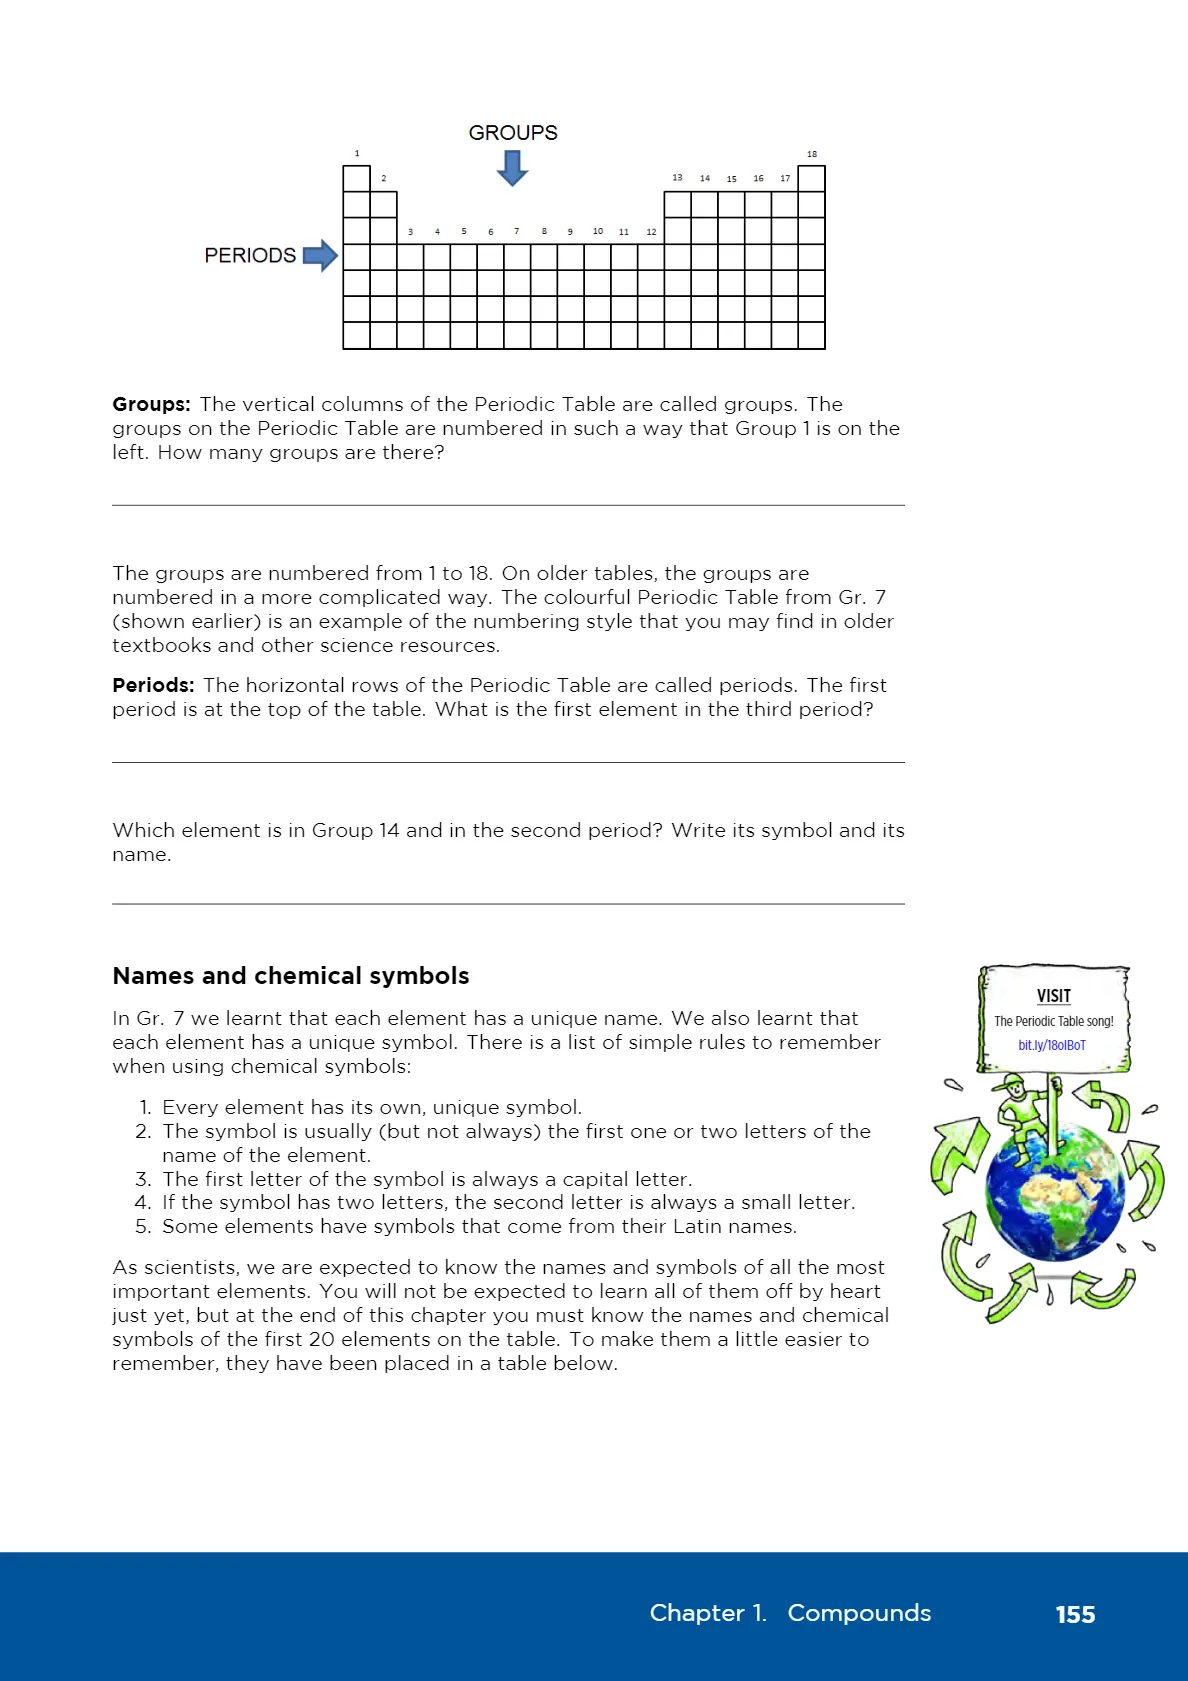 GROUPS
1
18
2
13 14 15 16 17
3 4 5 6 7 8 9 10 11 12
PERIODS
Groups: The vertical columns of the Periodic Table are called groups. The
groups on the Periodic Table are numbered in such a way that Group 1 is on the
left. How many groups are there?
The groups are numbered from 1 to 18. On older tables, the groups are
numbered in a more complicated way. The colourful Periodic Table from Gr. 7
(shown earlier) is an example of the numbering style that you may find in older
textbooks and other science resources.
Periods: The horizontal rows of the Periodic Table are called periods. The first
period is at the top of the table. What is the first element in the third period?
Which element is in Group 14 and in the second period? Write its symbol and its
name.
Names and chemical symbols
In Gr. 7 we learnt that each element has a unique name. We also learnt that
each element has a unique symbol. There is a list of simple rules to remember
when using chemical symbols:
1. Every element has its own, unique symbol.
2. The symbol is usually (but not always) the first one or two letters of the
name of the element.
3. The first letter of the symbol is always a capital letter.
4. If the symbol has two letters, the second letter is always a small letter.
5. Some elements have symbols that come from their Latin names.
As scientists, we are expected to know the names and symbols of all the most
important elements. You will not be expected to learn all of them off by heart
just yet, but at the end of this chapter you must know the names and chemical
symbols of the first 20 elements on the table. To make them a little easier to
remember, they have been placed in a table below.
VISIT
The Periodic Table song!
bit.ly/18oIBoT
Chapter 1. Compounds
155